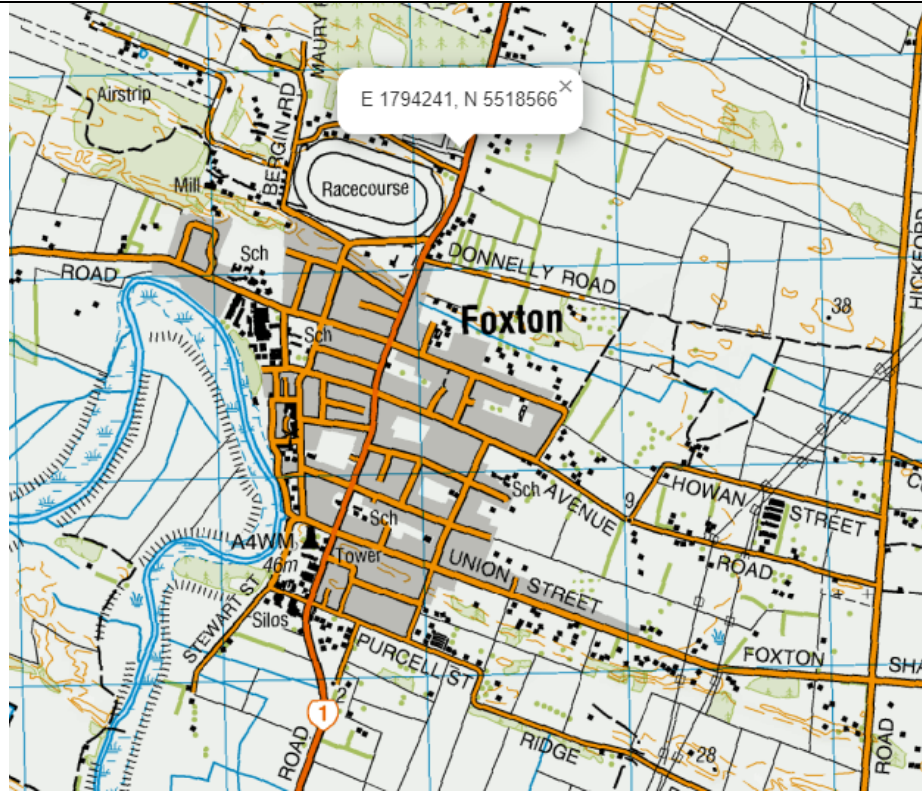 MAURY
E 1794241, N 5518566
×
Airstrip
BERGIN RD
Mill
Racecourse
Sch
ROAD
DONNELLY ROAD
HICKFORD
38
Foxton
Sch
Sch
AVENUE
9
HOWAN
STREET
A4WM
46m
Tower
Sch
UNION STREET
ROAD
STEWART ST
Silos
PURCELL ST
FOXTON
2
1
ROAD
RIDGE
28
ROAD